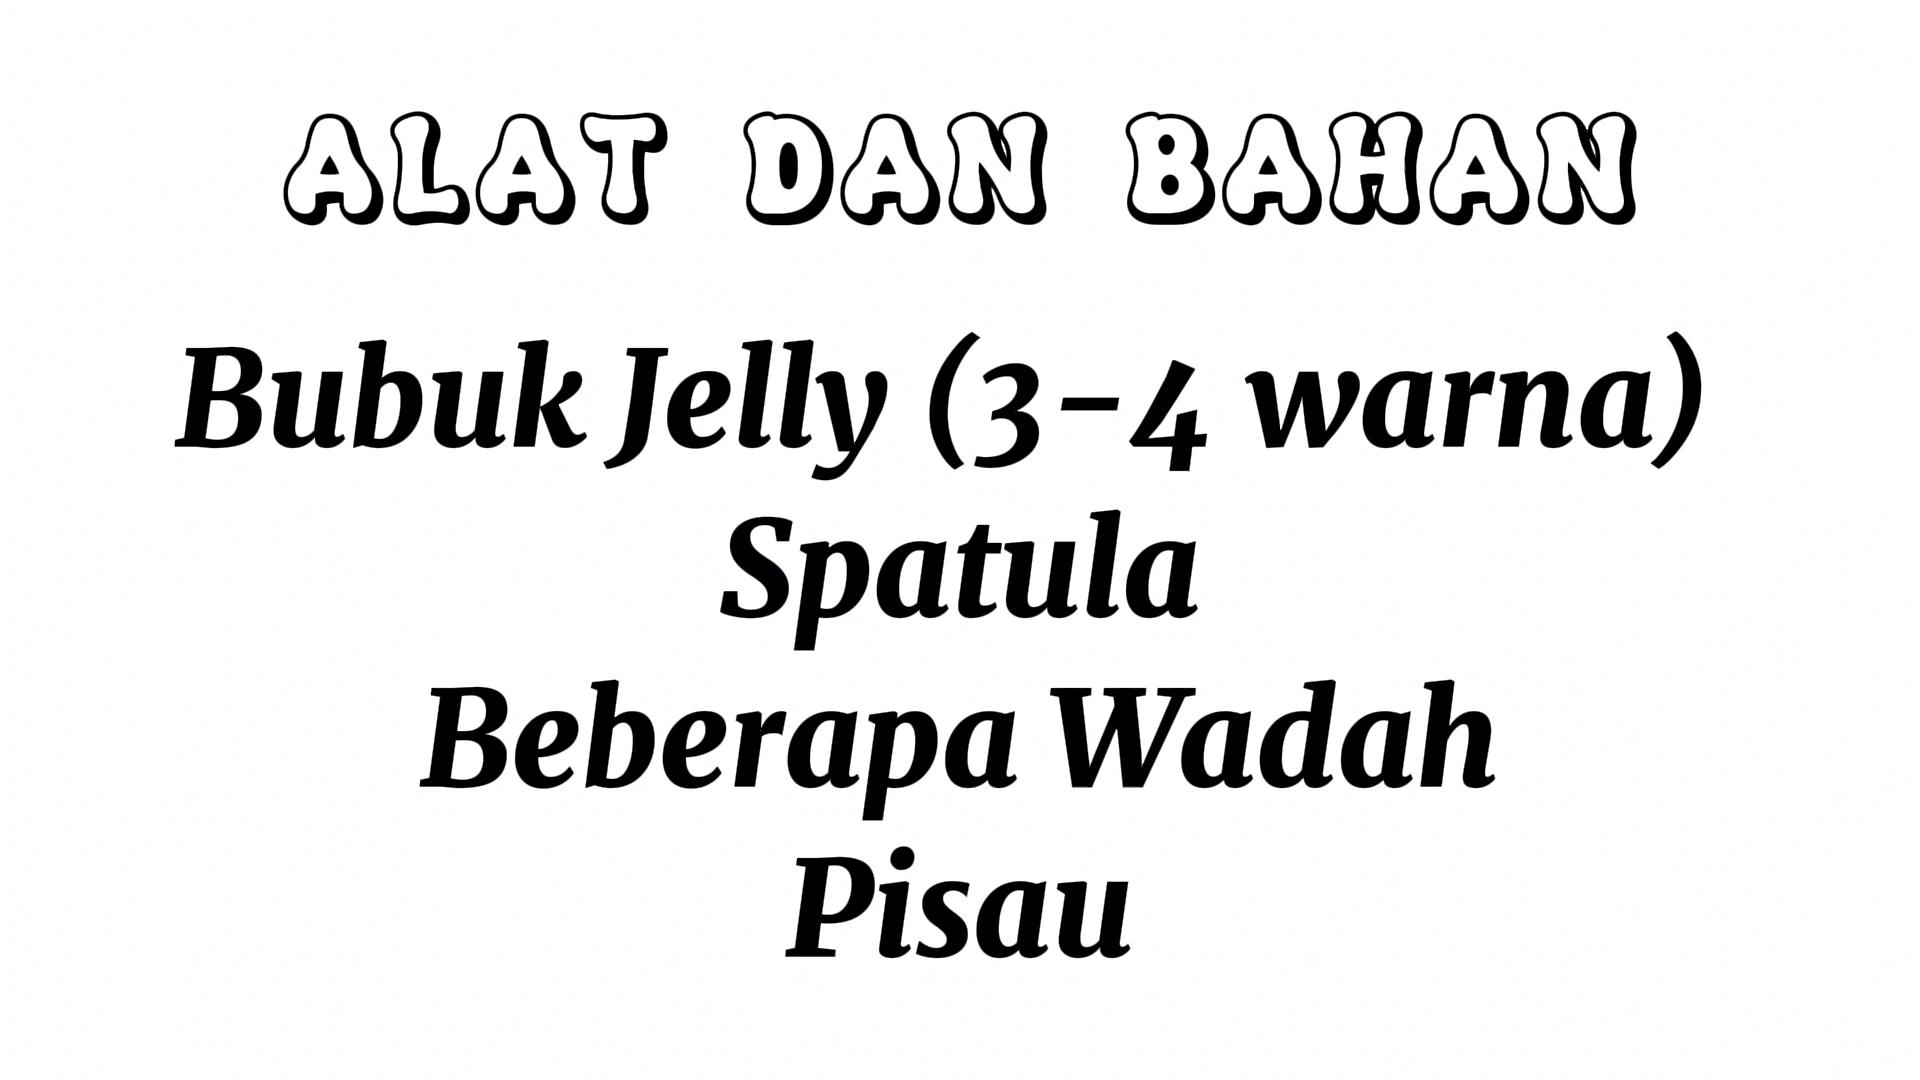 ALAT DAN BAHAN
Bubuk Jelly (3-4 warna)
Spatula
Beberapa Wadah
Pisau